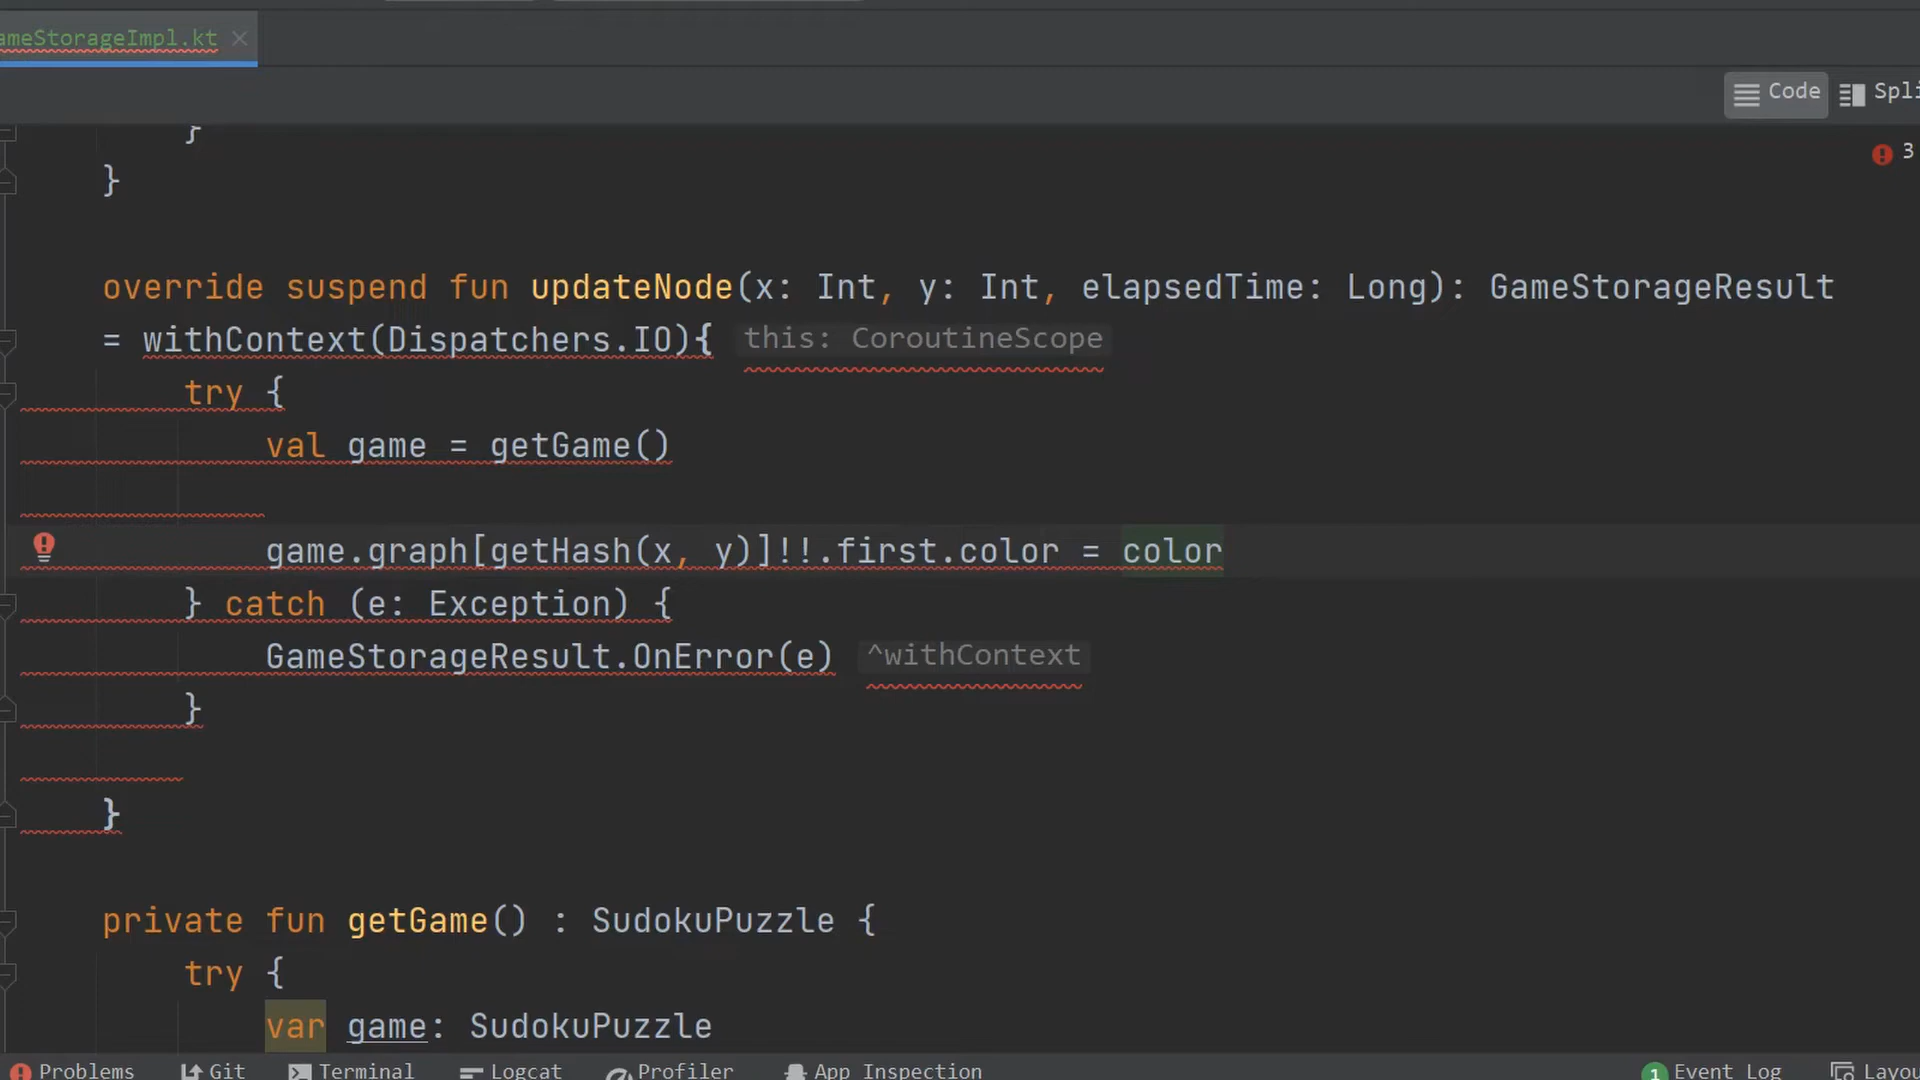 ameStorageImpl.kt
Code
Spli
}
3
}
override suspend fun updateNode(x: Int, y: Int, elapsedTime: Long): GameStorageResult
= withContext(Dispatchers.IO){ this: CoroutineScope
try {
val game = getGame()
game.graph[getHash(x, y)]!!.first.color = color
} catch (e: Exception) {
GameStorageResult.OnError(e) ^withContext
}
}
private fun getGame() : SudokuPuzzle {
try {
var game: SudokuPuzzle
Problems Git Terminal Logcat Profiler App Inspection 1 Event Log Layou